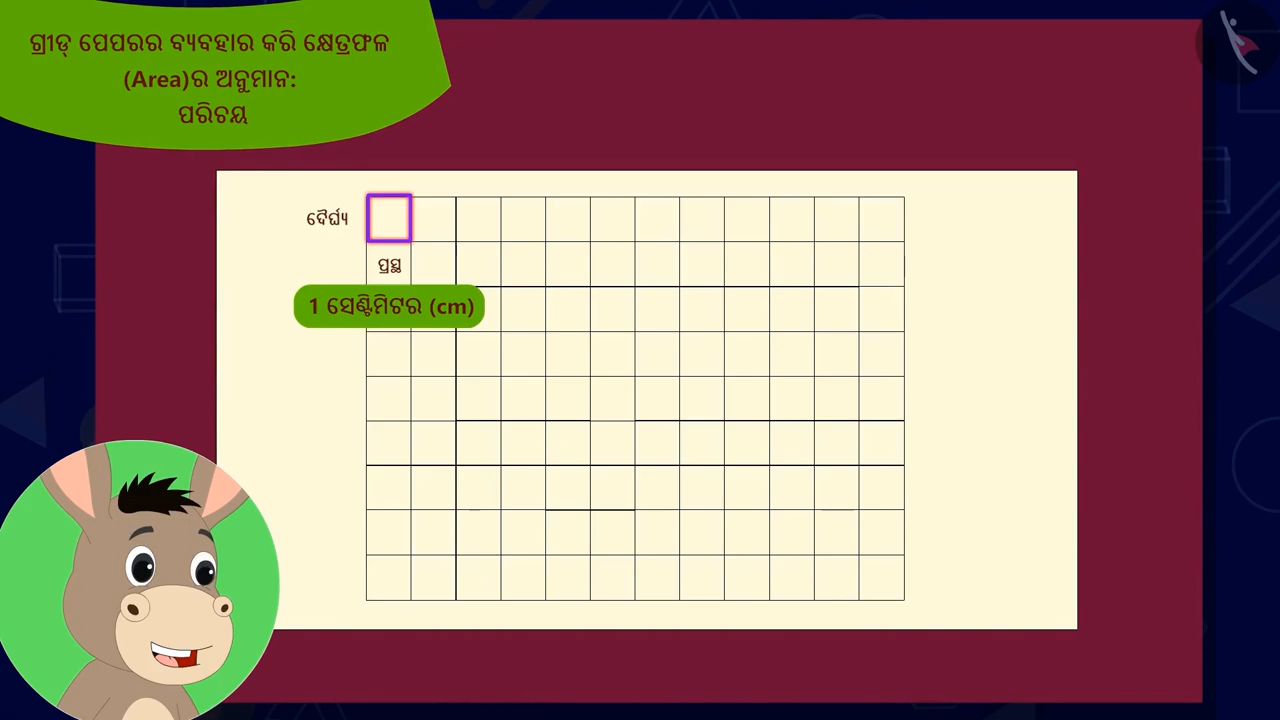 ଗ୍ରୀଡ୍ ପେପରର ବ୍ୟବହାର କରି କ୍ଷେତ୍ରଫଳ
(Area)ର ଅନୁମାନ:
ପରିଚୟ
ଦୈର୍ଘ୍ୟ
ପ୍ରସ୍ଥ
1 ସେଣ୍ଟିମିଟର (cm)